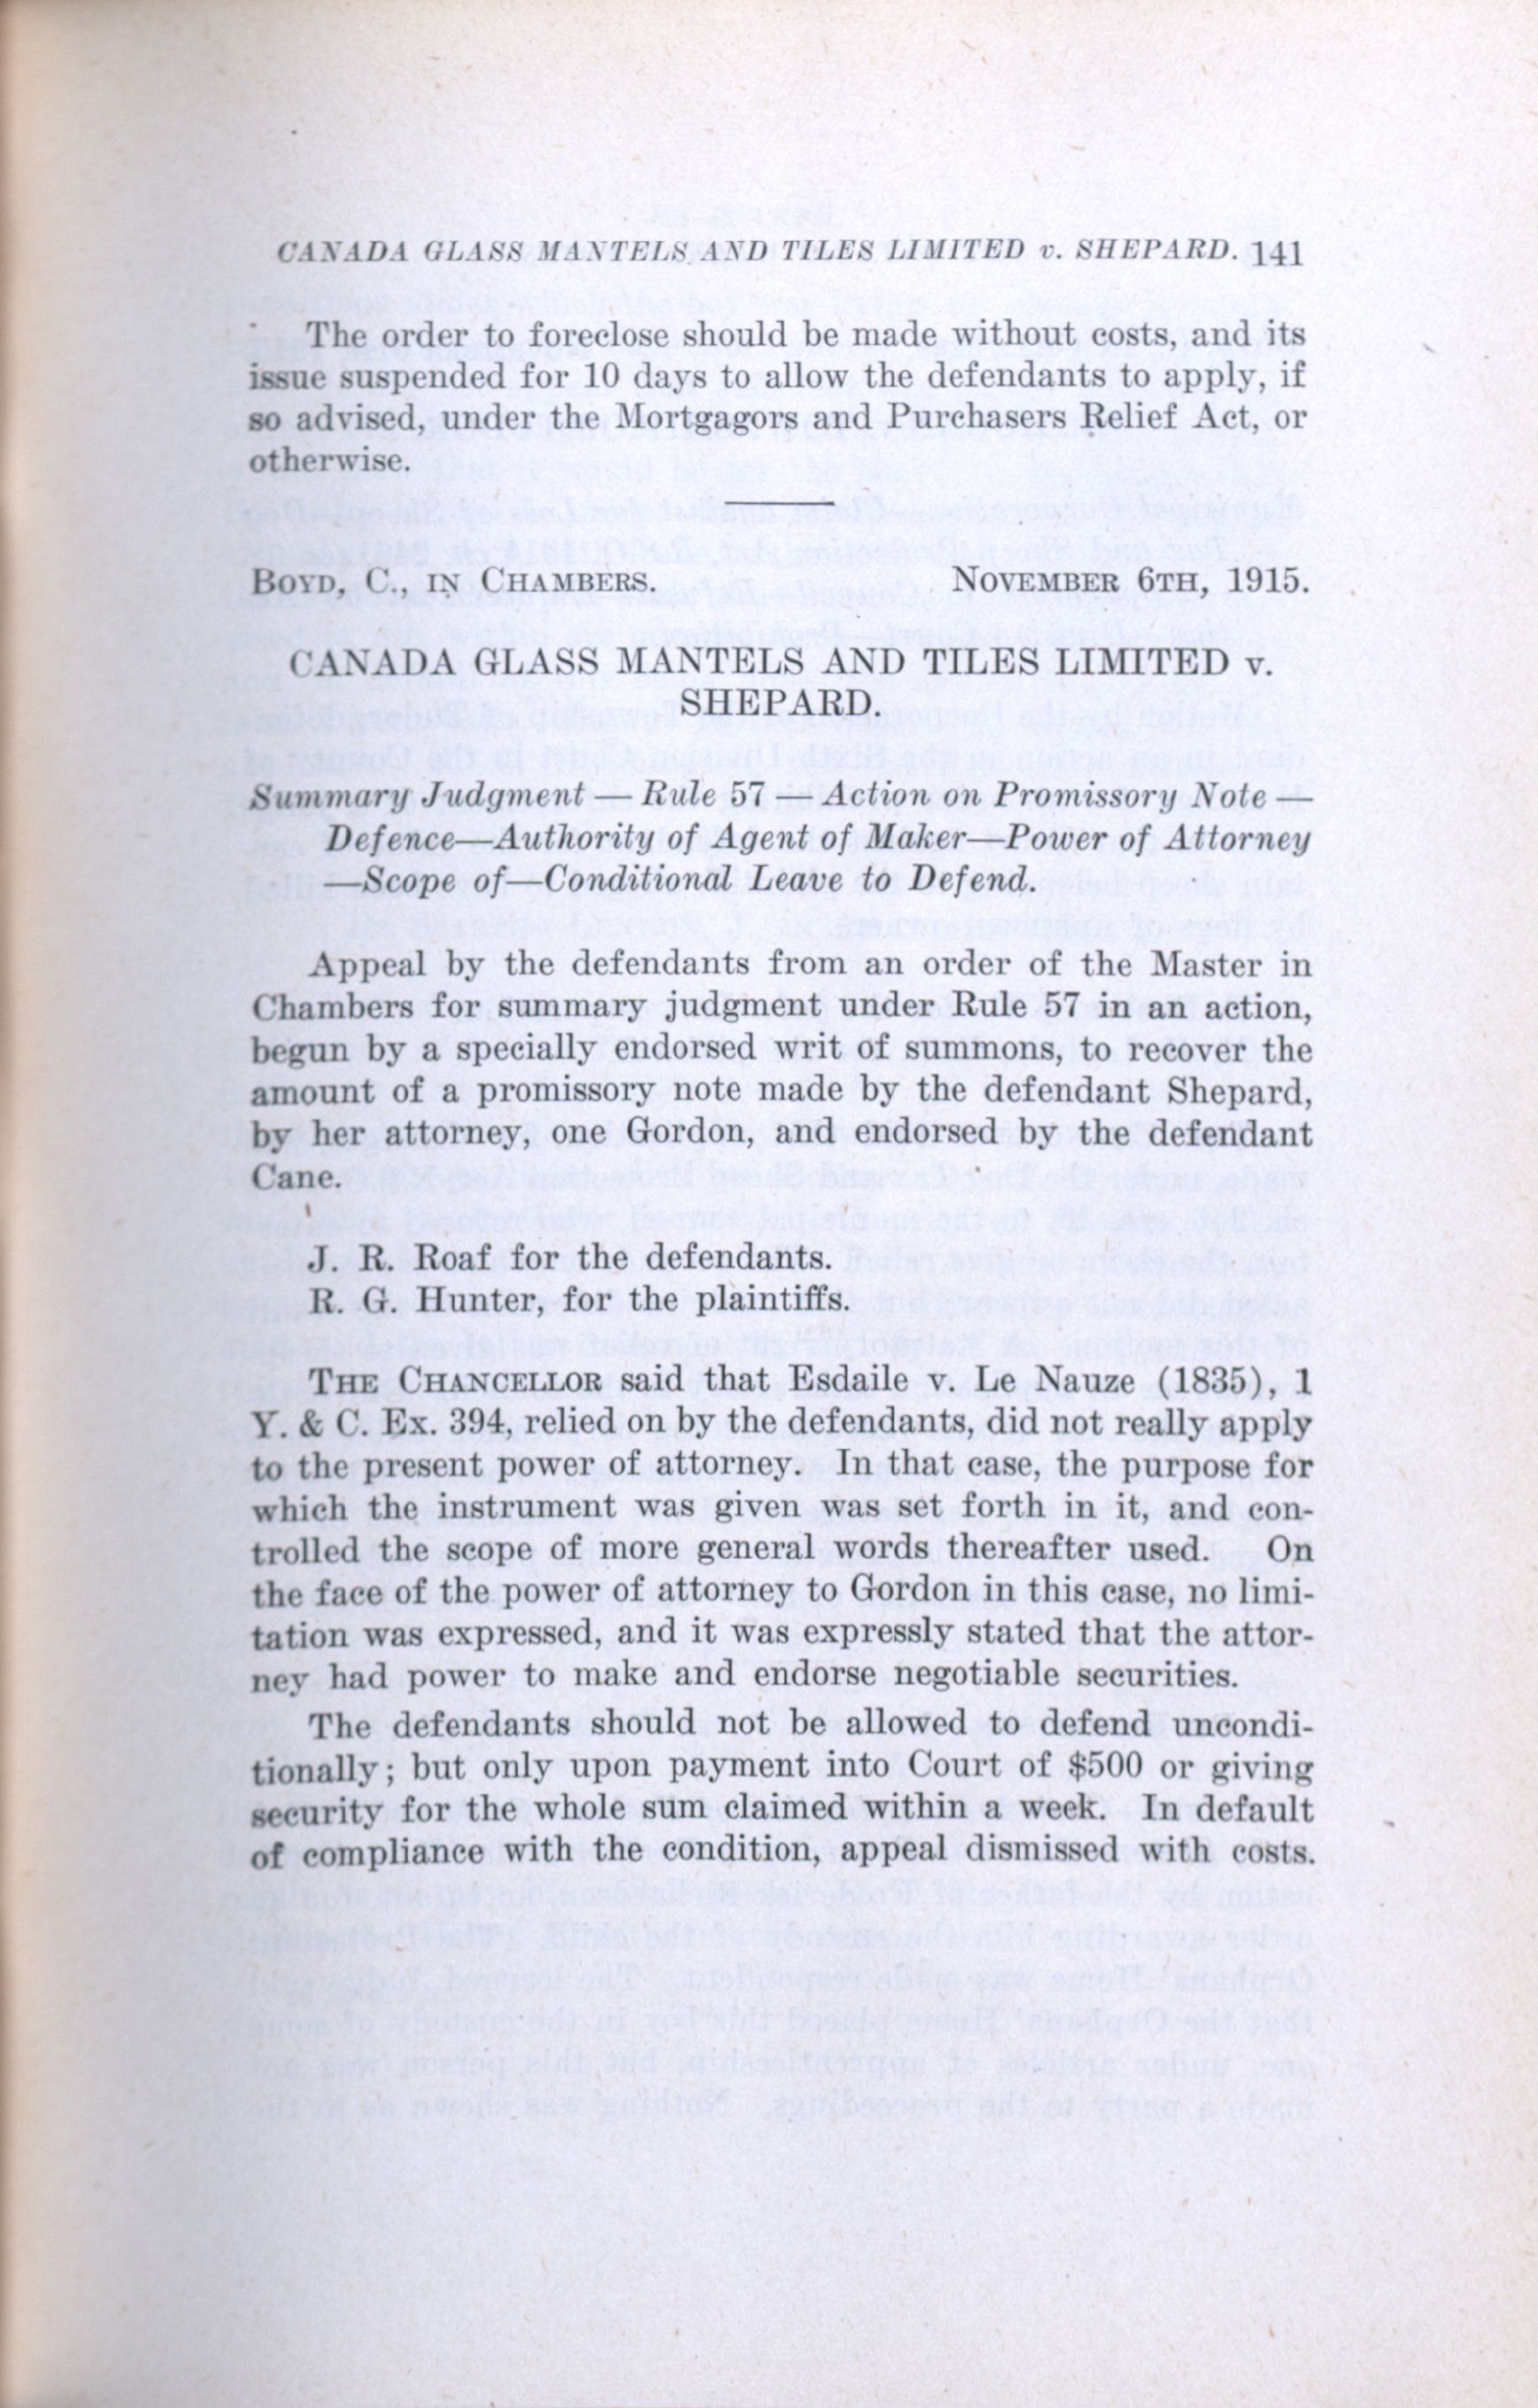 CANADA GLASS MANTELS AND TILES LIMITED v. SHEPARD. 141
The order to foreclose should be made without costs, and its
issue suspended for 10 days to allow the defendants to apply, if
so advised, under the Mortgagors and Purchasers Relief Act, or
otherwise.
BOYD, C., IN CHAMBERS. NOVEMBER 6TH, 1915.
CANADA GLASS MANTELS AND TILES LIMITED v.
SHEPARD.
Summary Judgment — Rule 57 — Action on Promissory Note —
Defence—Authority of Agent of Maker—Power of Attorney
—Scope of—Conditional Leave to Defend.
Appeal by the defendants from an order of the Master in
Chambers for summary judgment under Rule 57 in an action,
begun by a specially endorsed writ of summons, to recover the
amount of a promissory note made by the defendant Shepard,
by her attorney, one Gordon, and endorsed by the defendant
Cane.
J. R. Roaf for the defendants.
R. G. Hunter, for the plaintiffs.
THE CHANCELLOR said that Esdaile v. Le Nauze (1835), 1
Y. & C. Ex. 394, relied on by the defendants, did not really apply
to the present power of attorney. In that case, the purpose for
which the instrument was given was set forth in it, and con-
trolled the scope of more general words thereafter used. On
the face of the power of attorney to Gordon in this case, no limi-
tation was expressed, and it was expressly stated that the attor-
ney had power to make and endorse negotiable securities.
The defendants should not be allowed to defend uncondi-
tionally; but only upon payment into Court of $500 or giving
security for the whole sum claimed within a week. In default
of compliance with the condition, appeal dismissed with costs.